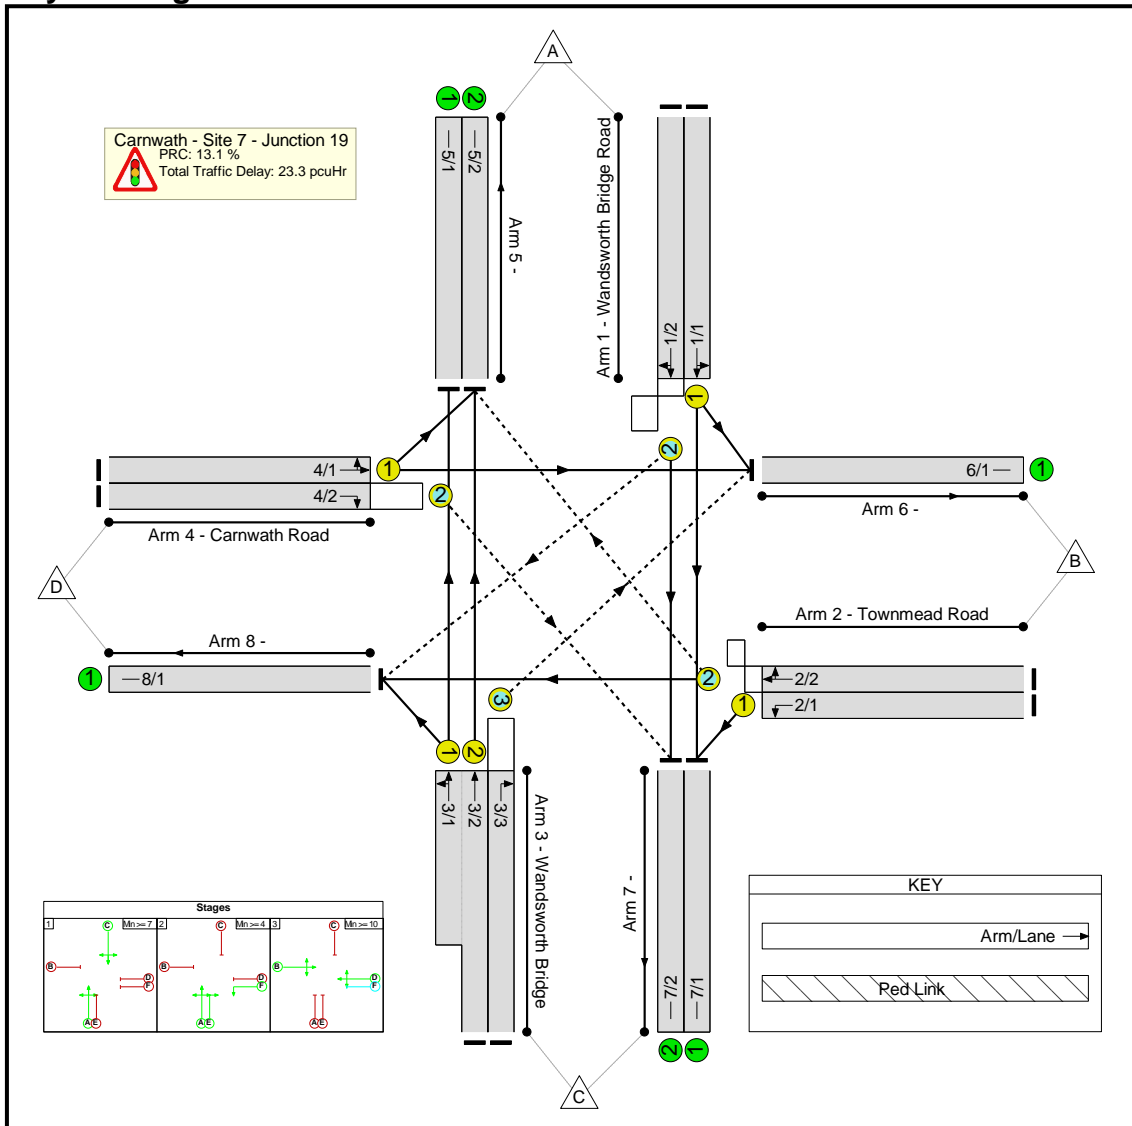 A
1
2
5/1
5/2
Carnwath - Site 7 - Junction 19
PRC: 13.1 %
Total Traffic Delay: 23.3 pcuHr
Arm 5 -
Arm 1 - Wandsworth Bridge Road
1/2
1/1
1
2
4/1
1
4/2
2
Arm 4 - Carnwath Road
6/1
1
Arm 6 -
D
B
Arm 8 -
Arm 2 - Townmead Road
1
8/1
2
2/2
1
2/1
3
1
2
3/1
3/2
3/3
Arm 3 - Wandsworth Bridge
Arm 7 -
7/2
7/1
2
1
C
Stages
1
Min >= 7
2
Min >= 4
3
Min >= 10
C
B
D
F
A
E
C
B
D
F
A
E
C
B
D
F
A
E
KEY
Arm/Lane
Ped Link